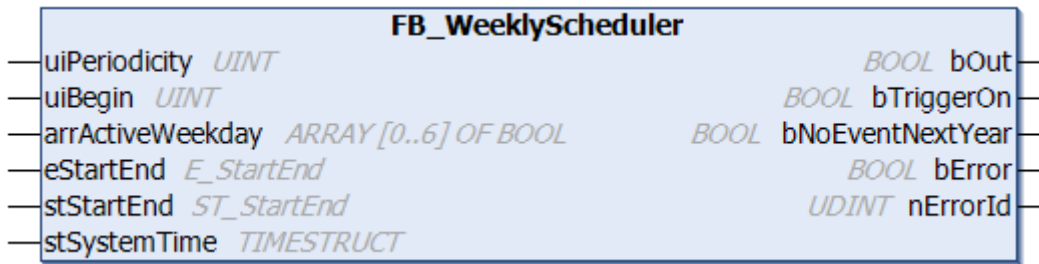 FB_WeeklyScheduler
uiPeriodicity UINT BOOL bOut
uiBegin UINT BOOL bTriggerOn
arrActiveWeekday ARRAY [0..6] OF BOOL BOOL bNoEventNextYear
eStartEnd E_StartEnd BOOL bError
stStartEnd ST_StartEnd UDINT nErrorId
stSystemTime TIMESTRUCT